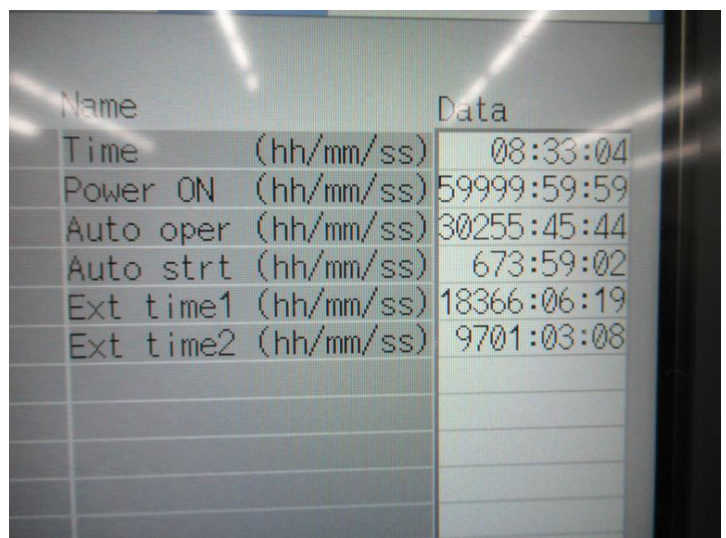 Name Data
Time (hh/mm/ss) 08:33:04
Power ON (hh/mm/ss) 59999:59:59
Auto oper (hh/mm/ss) 30255:45:44
Auto strt (hh/mm/ss) 673:59:02
Ext time1 (hh/mm/ss) 18366:06:19
Ext time2 (hh/mm/ss) 9701:03:08